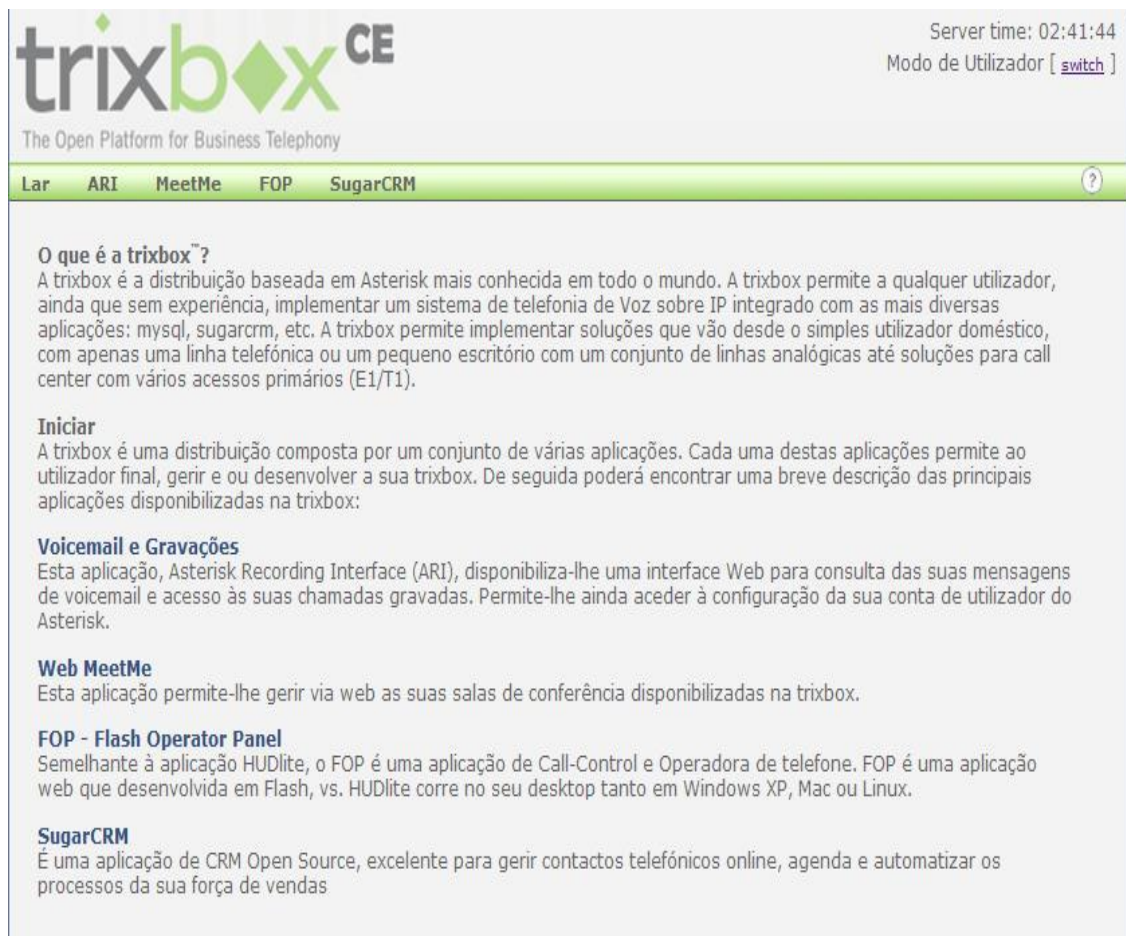 trixbox CE
The Open Platform for Business Telephony
Server time: 02:41:44
Modo de Utilizador [ switch ]
Lar ARI MeetMe FOP SugarCRM ?
O que é a trixbox™?
A trixbox é a distribuição baseada em Asterisk mais conhecida em todo o mundo. A trixbox permite a qualquer utilizador,
ainda que sem experiência, implementar um sistema de telefonia de Voz sobre IP integrado com as mais diversas
aplicações: mysql, sugarcrm, etc. A trixbox permite implementar soluções que vão desde o simples utilizador doméstico,
com apenas uma linha telefónica ou um pequeno escritório com um conjunto de linhas analógicas até soluções para call
center com vários acessos primários (E1/T1).
Iniciar
A trixbox é uma distribuição composta por um conjunto de várias aplicações. Cada uma destas aplicações permite ao
utilizador final, gerir e ou desenvolver a sua trixbox. De seguida poderá encontrar uma breve descrição das principais
aplicações disponibilizadas na trixbox:
Voicemail e Gravações
Esta aplicação, Asterisk Recording Interface (ARI), disponibiliza-lhe uma interface Web para consulta das suas mensagens
de voicemail e acesso às suas chamadas gravadas. Permite-lhe ainda aceder à configuração da sua conta de utilizador do
Asterisk.
Web MeetMe
Esta aplicação permite-lhe gerir via web as suas salas de conferência disponibilizadas na trixbox.
FOP - Flash Operator Panel
Semelhante à aplicação HUDlite, o FOP é uma aplicação de Call-Control e Operadora de telefone. FOP é uma aplicação
web que desenvolvida em Flash, vs. HUDlite corre no seu desktop tanto em Windows XP, Mac ou Linux.
SugarCRM
É uma aplicação de CRM Open Source, excelente para gerir contactos telefónicos online, agenda e automatizar os
processos da sua força de vendas